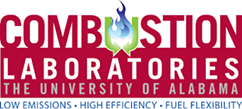 COMBUSTION
LABORATORIES
THE UNIVERSITY OF ALABAMA
LOW EMISSIONS • HIGH EFFICIENCY • FUEL FLEXIBILITY